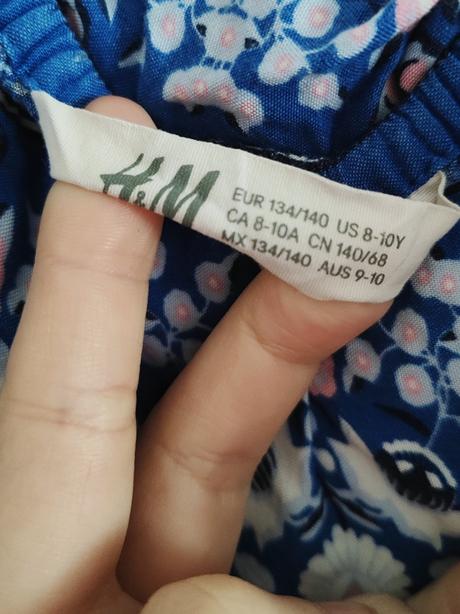 H&M
EUR 134/140 US 8-10Y
CA 8-10A CN 140/68
MX 134/140 AUS 9-10